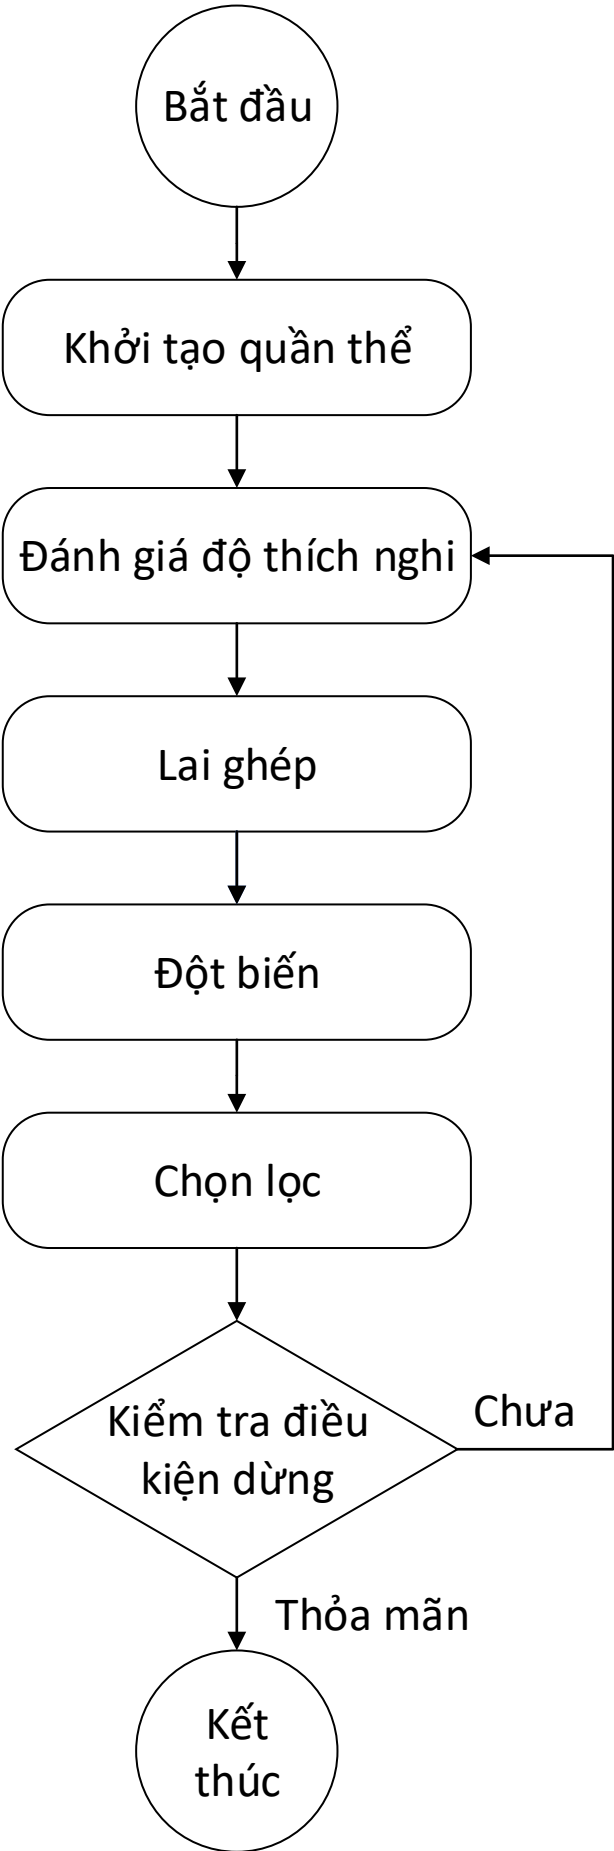 Bắt đầu
Khởi tạo quần thể
Đánh giá độ thích nghi
Lai ghép
Đột biến
Chọn lọc
Kiểm tra điều
kiện dừng
Chưa
Thỏa mãn
Kết
thúc